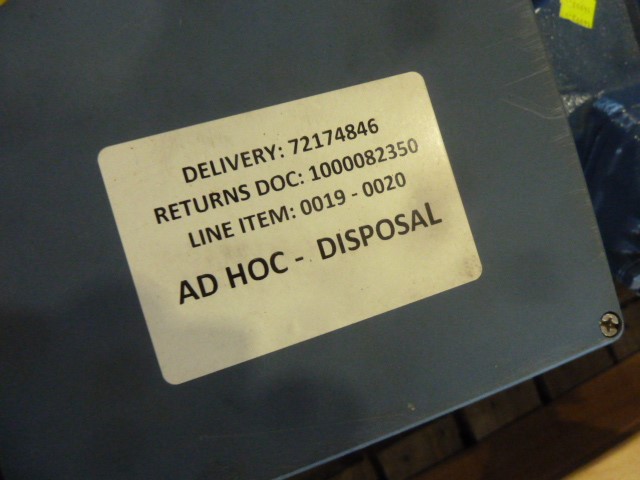 DELIVERY: 72174846
RETURNS DOC: 1000082350
LINE ITEM: 0019 - 0020
AD HOC - DISPOSAL